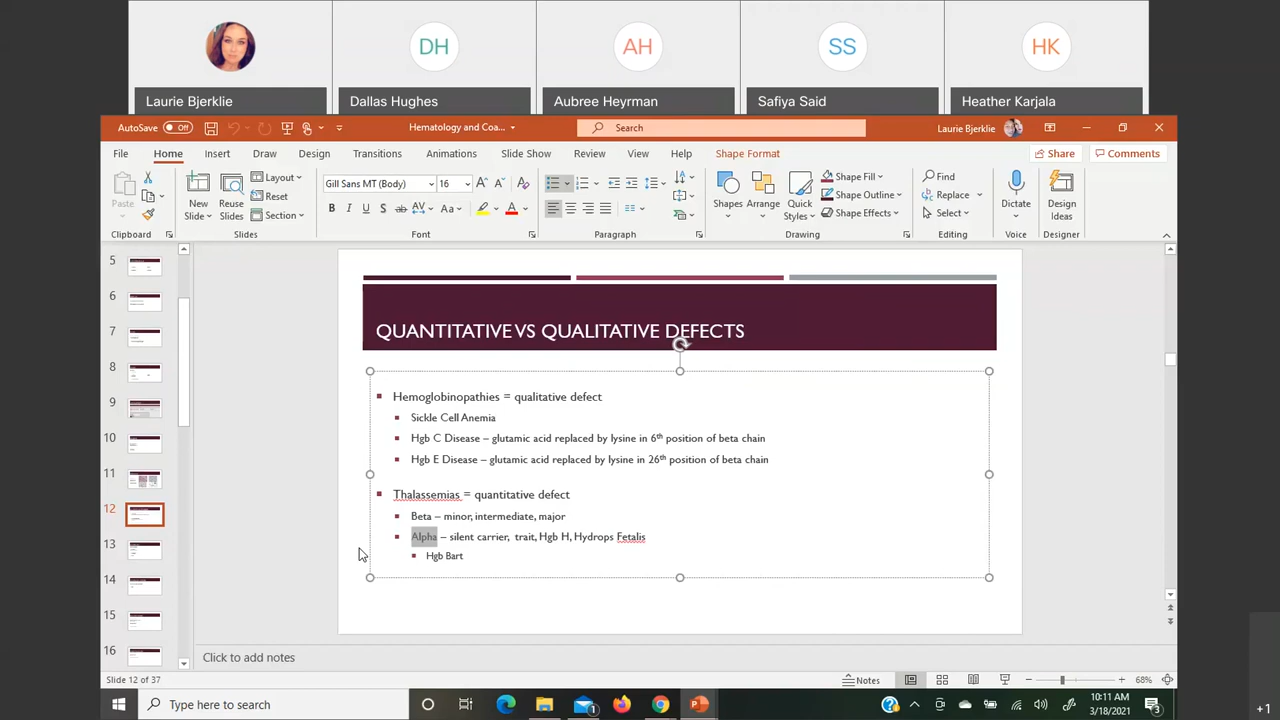 DH
AH
SS
HK
Laurie Bjerklie
Dallas Hughes
Aubree Heyrman
Safiya Said
Heather Karjala
AutoSave Off
Hematology and Coa...
Search
Laurie Bjerklie
File Home Insert Draw Design Transitions Animations Slide Show Review View Help Shape Format
Share Comments
Paste
Clipboard
New Slide
Reuse Slides
Layout
Reset
Section
Slides
Gill Sans MT (Body) 16
B I U S ab AV Aa A
Font
Paragraph
Shapes
Arrange
Quick Styles
Shape Fill
Shape Outline
Shape Effects
Drawing
Find
Replace
Select
Editing
Dictate
Voice
Design Ideas
Designer
5
6
7
8
9
10
11
12
13
14
15
16
QUANTITATIVE VS QUALITATIVE DEFECTS
Hemoglobinopathies = qualitative defect
Sickle Cell Anemia
Hgb C Disease – glutamic acid replaced by lysine in 6th position of beta chain
Hgb E Disease – glutamic acid replaced by lysine in 26th position of beta chain
Thalassemias = quantitative defect
Beta – minor, intermediate, major
Alpha – silent carrier, trait, Hgb H, Hydrops Fetalis
Hgb Bart
Click to add notes
Slide 12 of 37
Notes
68%
Type here to search
10:11 AM
3/18/2021
3
+1